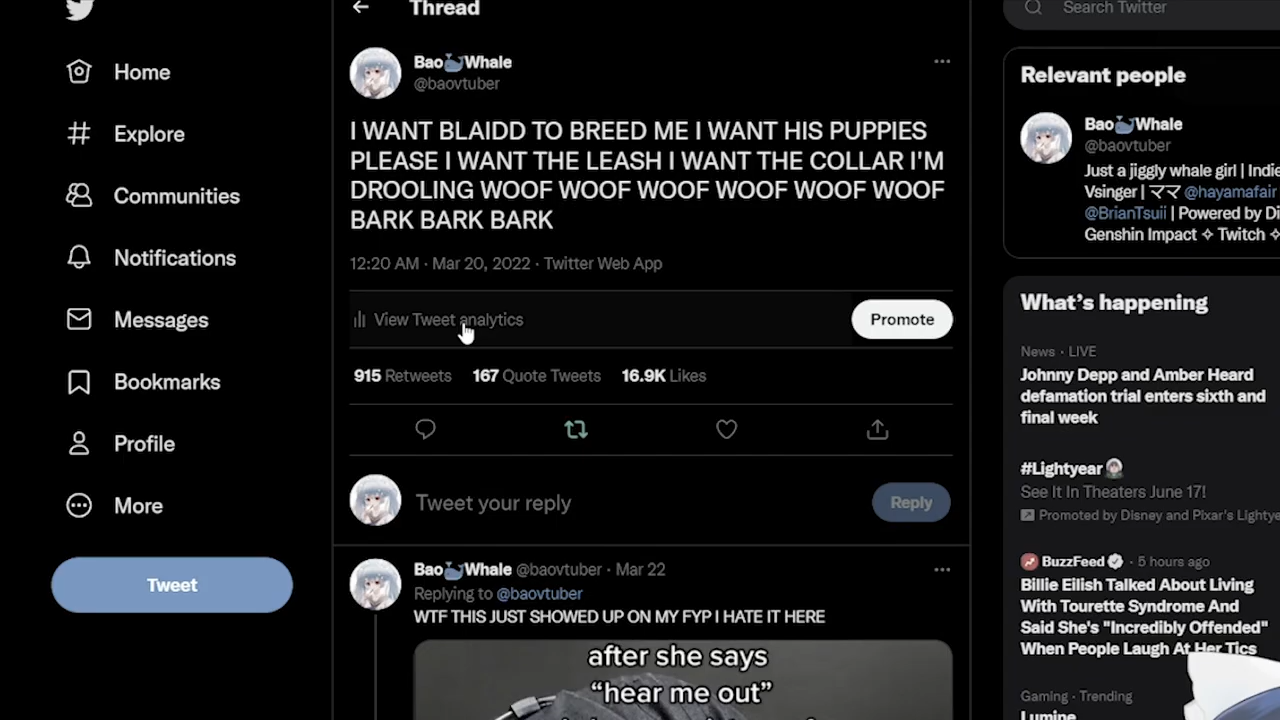 Thread
Search Twitter
Home
Explore
Communities
Notifications
Messages
Bookmarks
Profile
More
Tweet
Bao🐳Whale
@baovtuber
I WANT BLAIDD TO BREED ME I WANT HIS PUPPIES
PLEASE I WANT THE LEASH I WANT THE COLLAR I'M
DROOLING WOOF WOOF WOOF WOOF WOOF WOOF
BARK BARK BARK
12:20 AM · Mar 20, 2022 · Twitter Web App
View Tweet analytics
Promote
915 Retweets 167 Quote Tweets 16.9K Likes
Tweet your reply
Reply
Bao🐳Whale @baovtuber · Mar 22
Replying to @baovtuber
WTF THIS JUST SHOWED UP ON MY FYP I HATE IT HERE
after she says
“hear me out”
Relevant people
Bao🐳Whale
@baovtuber
Just a jiggly whale girl | Indie
Vsinger | ママ @hayamafair
@BrianTsuii | Powered by Di
Genshin Impact ✧ Twitch ✧
What’s happening
News · LIVE
Johnny Depp and Amber Heard
defamation trial enters sixth and
final week
#Lightyear
See It In Theaters June 17!
Promoted by Disney and Pixar's Lightye
BuzzFeed · 5 hours ago
Billie Eilish Talked About Living
With Tourette Syndrome And
Said She's "Incredibly Offended"
When People Laugh At Her Tics
Gaming · Trending
Lumine